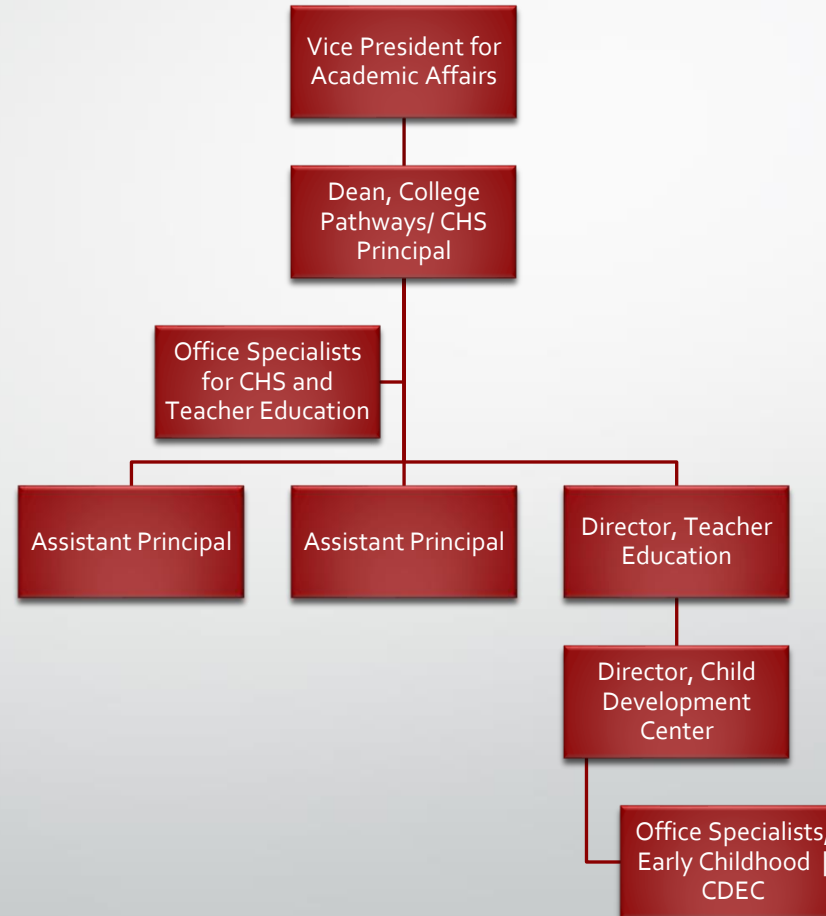 Vice President for
Academic Affairs
Dean, College
Pathways/ CHS
Principal
Office Specialists
for CHS and
Teacher Education
Assistant Principal
Assistant Principal
Director, Teacher
Education
Director, Child
Development
Center
Office Specialists,
Early Childhood |
CDEC